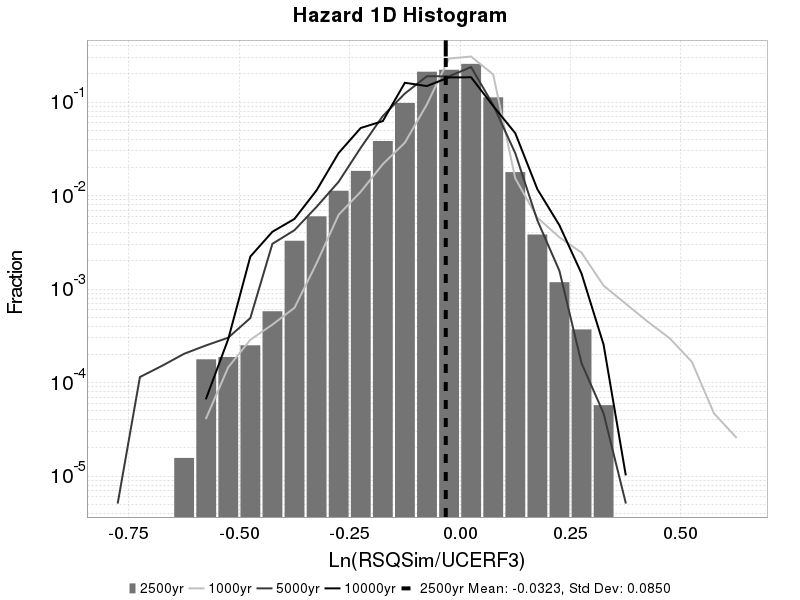 Hazard 1D Histogram
Fraction
10-1
10-2
10-3
10-4
10-5
-0.75 -0.50 -0.25 0.00 0.25 0.50
Ln(RSQSim/UCERF3)
2500yr 1000yr 5000yr 10000yr 2500yr Mean: -0.0323, Std Dev: 0.0850